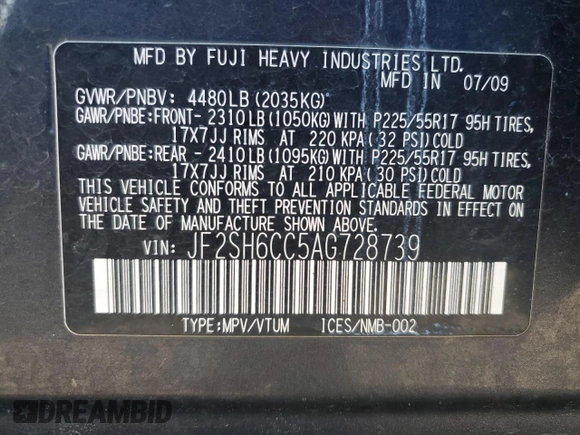 MFD BY FUJI HEAVY INDUSTRIES LTD.
MFD IN 07/09
GVWR/PNBV: 4480LB(2035KG)
GAWR/PNBE:FRONT- 2310LB(1050KG)WITH P225/55R17 95H TIRES,
17X7JJ RIMS AT 220 KPA(32 PSI)COLD
GAWR/PNBE:REAR - 2410LB(1095KG)WITH P225/55R17 95H TIRES,
17X7JJ RIMS AT 210 KPA(30 PSI)COLD
THIS VEHICLE CONFORMS TO ALL APPLICABLE FEDERAL MOTOR
VEHICLE SAFETY AND THEFT PREVENTION STANDARDS IN EFFECT ON
THE DATE OF MANUFACTURE SHOWN ABOVE.
VIN: JF2SH6CC5AG728739
TYPE:MPV/VTUM ICES/NMB-002
DREAMBID